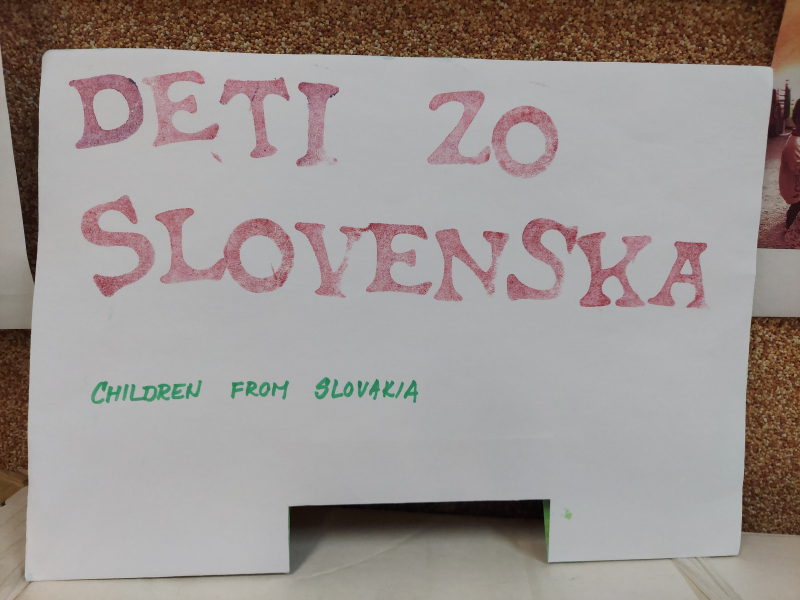 DETI ZO
SLOVENSKA
CHILDREN FROM SLOVAKIA